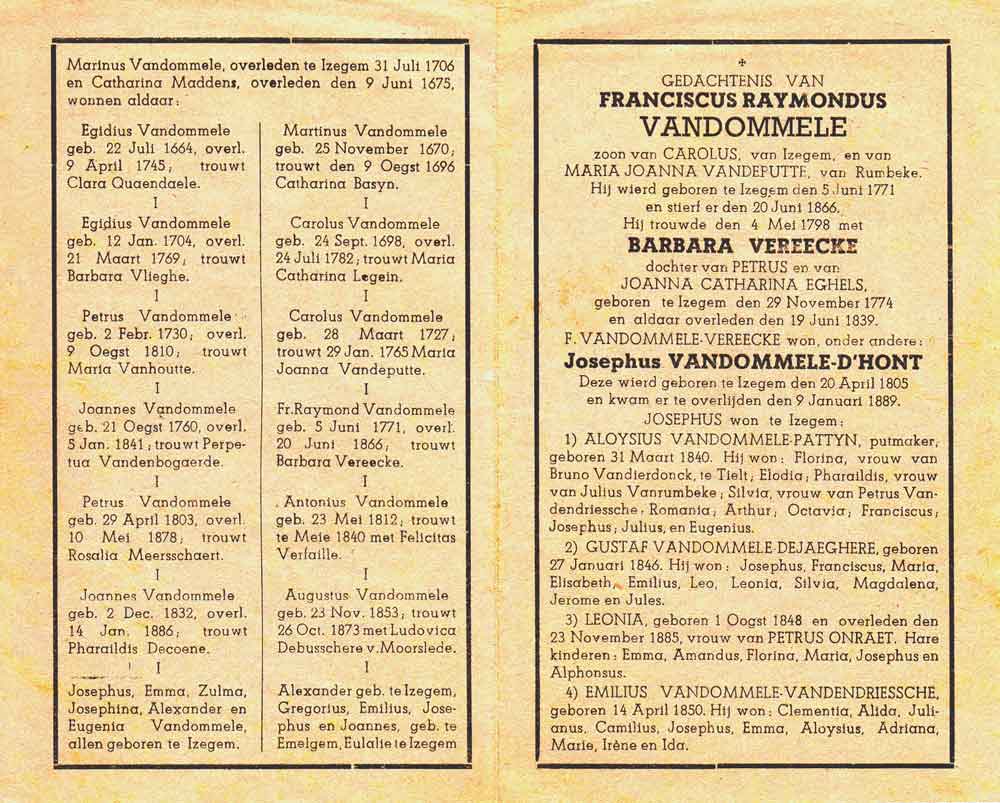 Marinus Vandommele, overleden te Izegem 31 Juli 1706
en Catharina Maddens, overleden den 9 Juni 1675,
wonnen aldaar:
Egidius Vandommele
geb. 22 Juli 1664, overl.
9 April 1745; trouwt
Clara Quaendaele.
I
Egidius Vandommele
geb. 12 Jan. 1704, overl.
21 Maart 1769; trouwt
Barbara Vlieghe.
I
Petrus Vandommele
geb. 2 Febr. 1730; overl.
9 Oegst 1810; trouwt
Maria Vanhoutte.
I
Joannes Vandommele
geb. 21 Oegst 1760, overl.
5 Jan. 1841; trouwt Perpe-
tua Vandenbogaerde.
I
Petrus Vandommele
geb. 29 April 1803, overl.
10 Mei 1878; trouwt
Rosalia Meersschaert.
I
Joannes Vandommele
geb. 2 Dec. 1832, overl.
14 Jan. 1886; trouwt
Pharaildis Decoene.
I
Josephus, Emma, Zulma,
Josephina, Alexander en
Eugenia Vandommele,
allen geboren te Izegem.
Martinus Vandommele
geb. 25 November 1670;
trouwt den 9 Oegst 1696
Catharina Basyn.
I
Carolus Vandommele
geb. 24 Sept. 1698, overl.
24 Juli 1782; trouwt Maria
Catharina Legein.
I
Carolus Vandommele
geb. 28 Maart 1727;
trouwt 29 Jan. 1765 Maria
Joanna Vandeputte.
I
Fr. Raymond Vandommele
geb. 5 Juni 1771, overl.
20 Juni 1866; trouwt
Barbara Vereecke.
I
Antonius Vandommele
geb. 23 Mei 1812; trouwt
te Meie 1840 met Felicitas
Verfaille.
I
Augustus Vandommele
geb. 23 Nov. 1853; trouwt
26 Oct. 1873 met Ludovica
Debusschere v. Moorslede.
I
Alexander geb. te Izegem,
Gregorius, Emilius, Jose-
phus en Joannes, geb. te
Emelgem, Eulalie te Izegem
✠
GEDACHTENIS VAN
FRANCISCUS RAYMONDUS
VANDOMMELE
zoon van CAROLUS, van Izegem, en van
MARIA JOANNA VANDEPUTTE, van Rumbeke.
Hij wierd geboren te Izegem den 5 Juni 1771
en stierf er den 20 Juni 1866.
Hij trouwde den 4 Mei 1798 met
BARBARA VEREECKE
dochter van PETRUS en van
JOANNA CATHARINA EGHELS,
geboren te Izegem den 29 November 1774
en aldaar overleden den 19 Juni 1839.
F. VANDOMMELE-VEREECKE won, onder andere:
Josephus VANDOMMELE-D'HONT
Deze wierd geboren te Izegem den 20 April 1805
en kwam er te overlijden den 9 Januari 1889.
JOSEPHUS won te Izegem:
1) ALOYSIUS VANDOMMELE-PATTYN, putmaker,
geboren 31 Maart 1840. Hij won: Florina, vrouw van
Bruno Vandierdonck, te Tielt; Elodia; Pharaildis, vrouw
van Julius Vanrumbeke; Silvia, vrouw van Petrus Van-
dendriessche; Romania; Arthur; Octavia; Franciscus;
Josephus; Julius, en Eugenius.
2) GUSTAF VANDOMMELE-DEJAEGHERE, geboren
27 Januari 1846. Hij won: Josephus, Franciscus, Maria,
Elisabeth, Emilius, Leo, Leonia, Silvia, Magdalena,
Jerome en Jules.
3) LEONIA, geboren 1 Oogst 1848 en overleden den
23 November 1885, vrouw van PETRUS ONRAET. Hare
kinderen: Emma, Amandus, Florina, Maria, Josephus en
Alphonsus.
4) EMILIUS VANDOMMELE-VANDENDRIESSCHE,
geboren 14 April 1850. Hij won: Clementia, Alida, Juli-
anus, Camilius, Josephus, Emma, Aloysius, Adriana,
Marie, Irène en Ida.